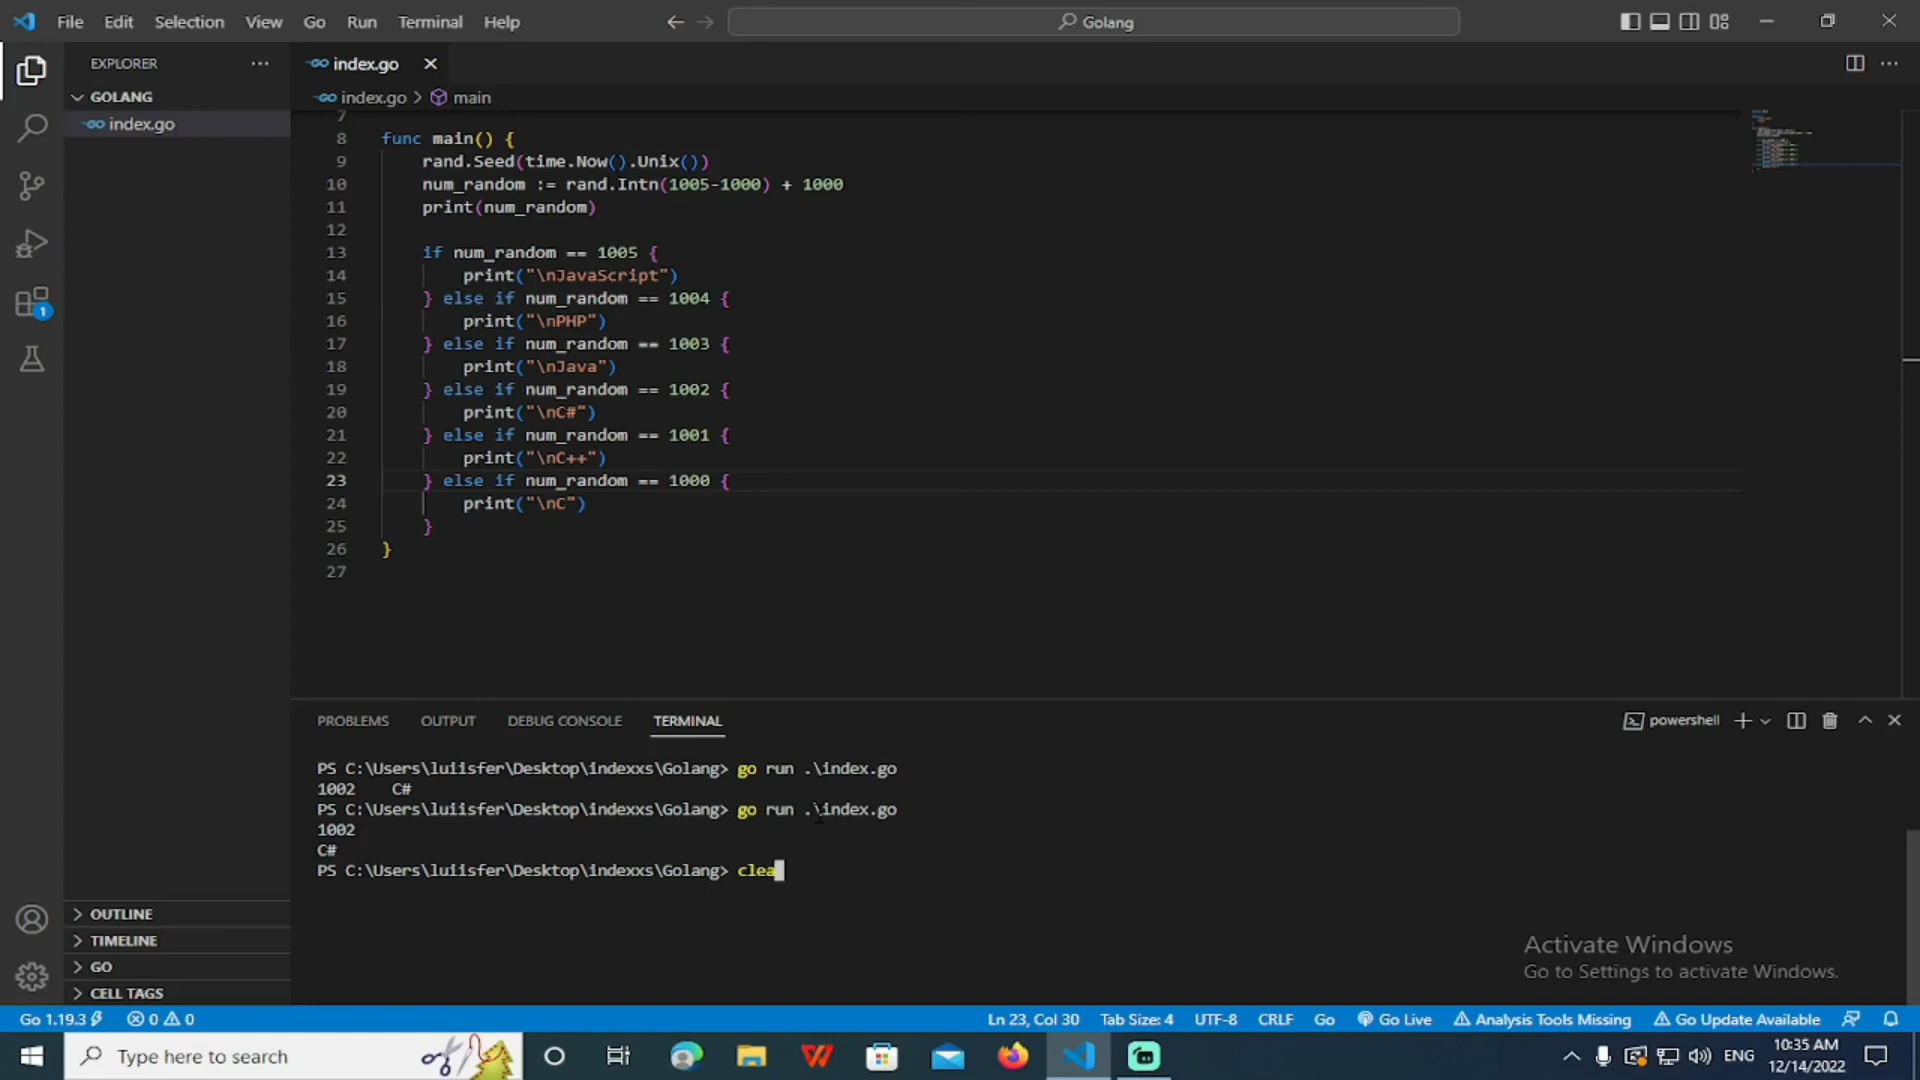 File Edit Selection View Go Run Terminal Help
Golang
EXPLORER
index.go
GOLANG
index.go > main
index.go
7
8 func main() {
9 rand.Seed(time.Now().Unix())
10 num_random := rand.Intn(1005-1000) + 1000
11 print(num_random)
12
13 if num_random == 1005 {
14 print("\nJavaScript")
15 } else if num_random == 1004 {
16 print("\nPHP")
17 } else if num_random == 1003 {
18 print("\nJava")
19 } else if num_random == 1002 {
20 print("\nC#")
21 } else if num_random == 1001 {
22 print("\nC++")
23 } else if num_random == 1000 {
24 print("\nC")
25 }
26 }
27
1
PROBLEMS OUTPUT DEBUG CONSOLE TERMINAL
powershell
PS C:\Users\luiisfer\Desktop\indexxs\Golang> go run .\index.go
1002 C#
PS C:\Users\luiisfer\Desktop\indexxs\Golang> go run .\index.go
1002
C#
PS C:\Users\luiisfer\Desktop\indexxs\Golang> clea
OUTLINE
TIMELINE
GO
CELL TAGS
Activate Windows
Go to Settings to activate Windows.
Go 1.19.3 0 0
Ln 23, Col 30 Tab Size: 4 UTF-8 CRLF Go Go Live Analysis Tools Missing Go Update Available
Type here to search
ENG
10:35 AM
12/14/2022